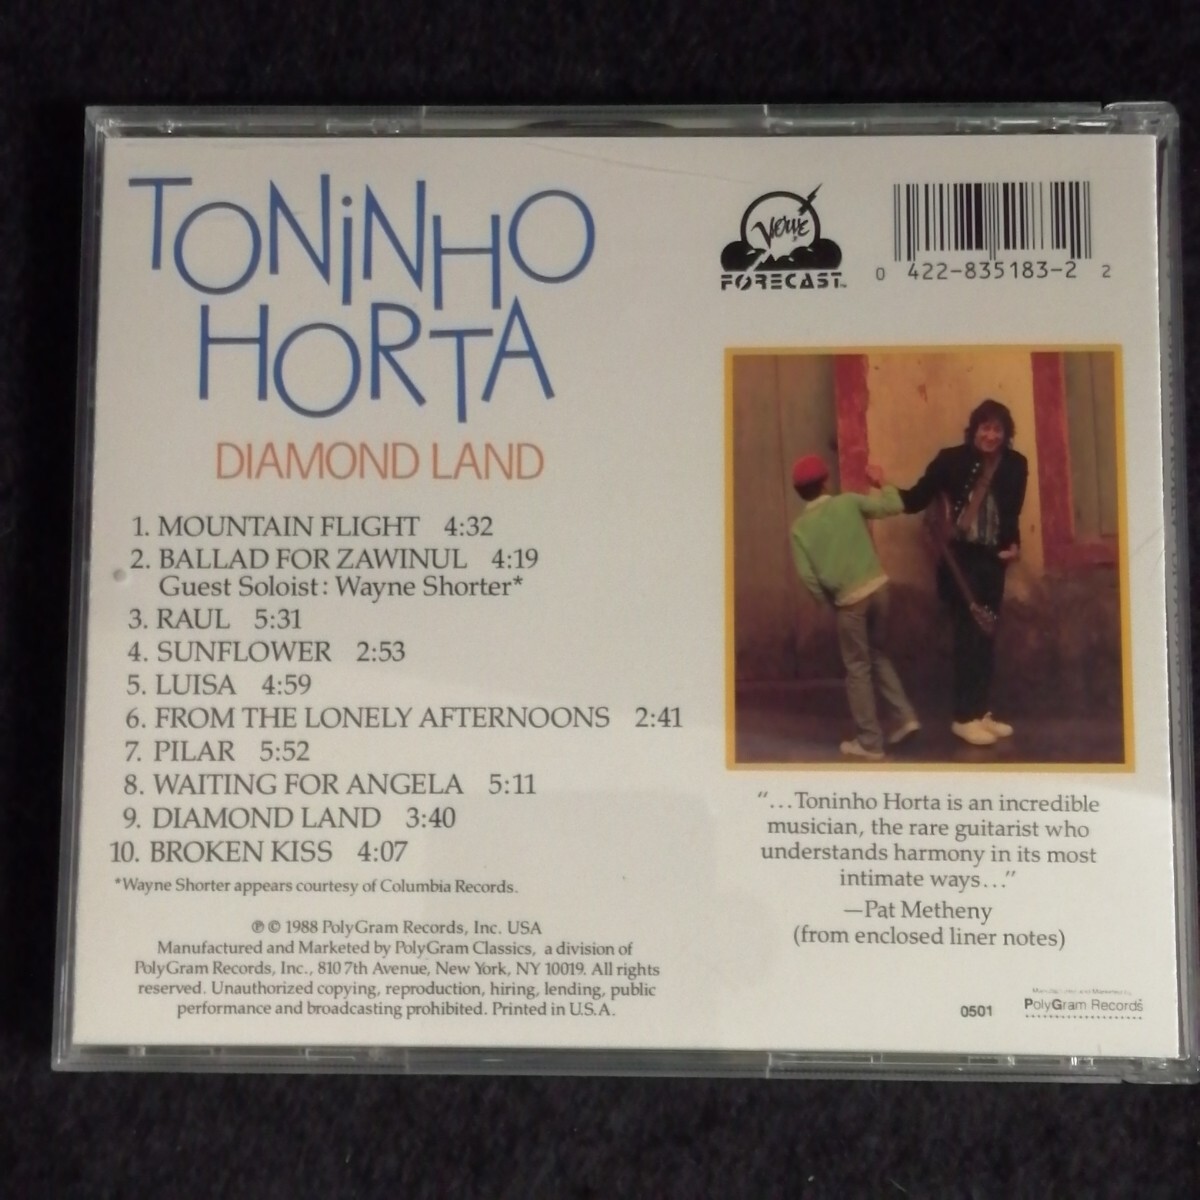 TONINHO
HORTA
DIAMOND LAND
1. MOUNTAIN FLIGHT 4:32
2. BALLAD FOR ZAWINUL 4:19
Guest Soloist: Wayne Shorter*
3. RAUL 5:31
4. SUNFLOWER 2:53
5. LUISA 4:59
6. FROM THE LONELY AFTERNOONS 2:41
7. PILAR 5:52
8. WAITING FOR ANGELA 5:11
9. DIAMOND LAND 3:40
10. BROKEN KISS 4:07
*Wayne Shorter appears courtesy of Columbia Records.
℗ © 1988 PolyGram Records, Inc. USA
Manufactured and Marketed by PolyGram Classics, a division of
PolyGram Records, Inc., 810 7th Avenue, New York, NY 10019. All rights
reserved. Unauthorized copying, reproduction, hiring, lending, public
performance and broadcasting prohibited. Printed in U.S.A.
Verve
FORECAST™
0 422-835183-2 2
"...Toninho Horta is an incredible
musician, the rare guitarist who
understands harmony in its most
intimate ways..."
—Pat Metheny
(from enclosed liner notes)
0501
Manufactured and Marketed by
PolyGram Records